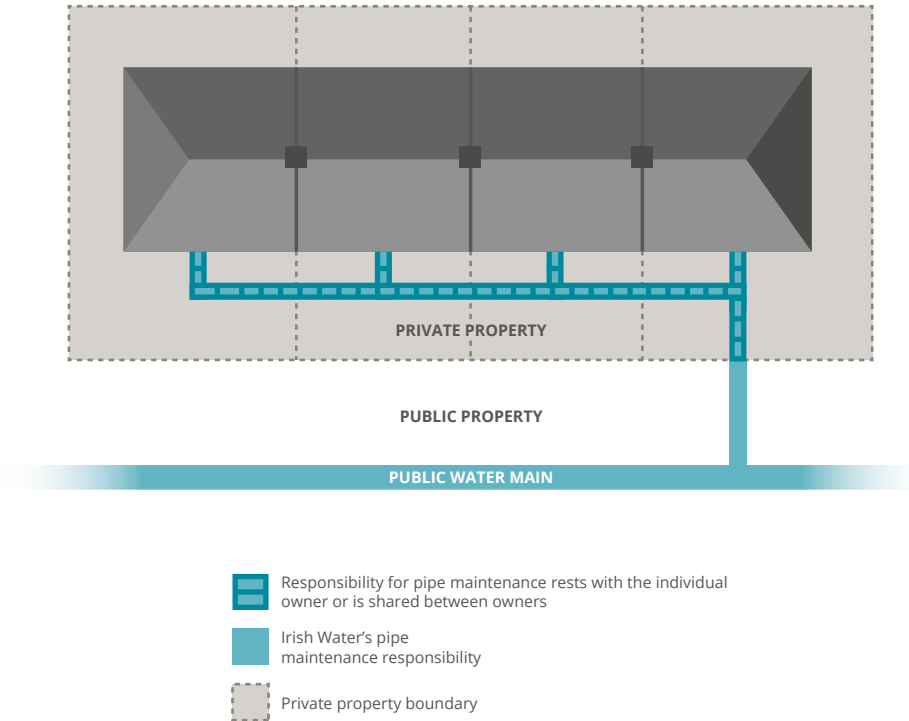 PRIVATE PROPERTY
PUBLIC PROPERTY
PUBLIC WATER MAIN
Responsibility for pipe maintenance rests with the individual
owner or is shared between owners
Irish Water’s pipe
maintenance responsibility
Private property boundary